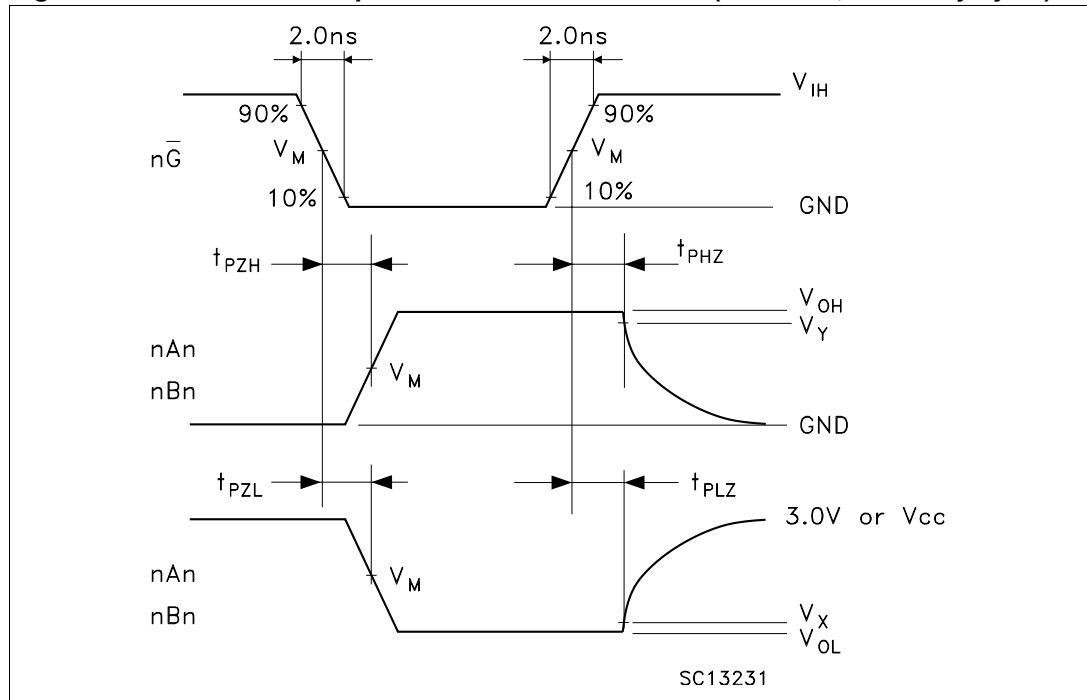 2.0ns 2.0ns
V_IH
90% 90%
nG̅ V_M V_M
10% 10%
GND
t_PZH t_PHZ
V_OH
V_Y
nAn
V_M
nBn
GND
t_PZL t_PLZ
3.0V or Vcc
nAn V_M
nBn V_X
V_OL
SC13231